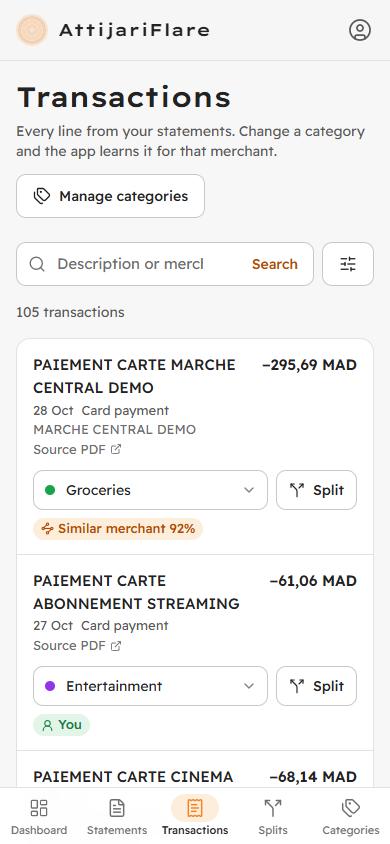 AttijariFlare
Transactions
Every line from your statements. Change a category
and the app learns it for that merchant.
Manage categories
Description or mercl
Search
105 transactions
PAIEMENT CARTE MARCHE
CENTRAL DEMO
−295,69 MAD
28 Oct Card payment
MARCHE CENTRAL DEMO
Source PDF
Groceries
Split
Similar merchant 92%
PAIEMENT CARTE
ABONNEMENT STREAMING
−61,06 MAD
27 Oct Card payment
Source PDF
Entertainment
Split
You
PAIEMENT CARTE CINEMA
−68,14 MAD
Dashboard
Statements
Transactions
Splits
Categories